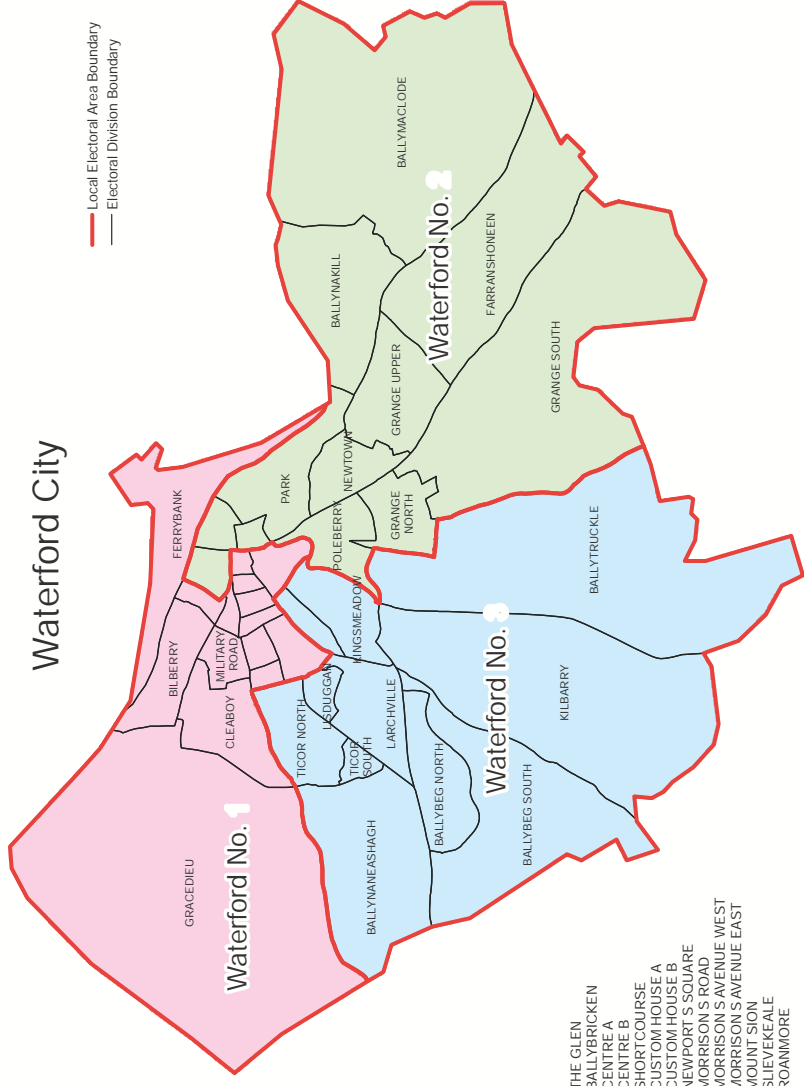 Waterford City
Local Electoral Area Boundary
Electoral Division Boundary
Waterford No. 1
GRACEDIEU
BILBERRY
FERRYBANK
MILITARY
ROAD
CLEABOY
Waterford No. 2
BALLYMACLODE
BALLYNAKILL
FARRANSHONEEN
GRANGE UPPER
GRANGE SOUTH
PARK
NEWTOWN
POLEBERRY
GRANGE
NORTH
Waterford No. 3
KINGSMEADOW
LISDUGGAN
TICOR NORTH
TICOR
SOUTH
LARCHVILLE
BALLYNANEASHAGH
BALLYBEG NORTH
BALLYBEG SOUTH
KILBARRY
BALLYTRUCKLE
THE GLEN
BALLYBRICKEN
CENTRE A
CENTRE B
SHORTCOURSE
CUSTOM HOUSE A
CUSTOM HOUSE B
NEWPORT S SQUARE
MORRISON S ROAD
MORRISON S AVENUE WEST
MORRISON S AVENUE EAST
MOUNT SION
SLIEVEKEALE
ROANMORE